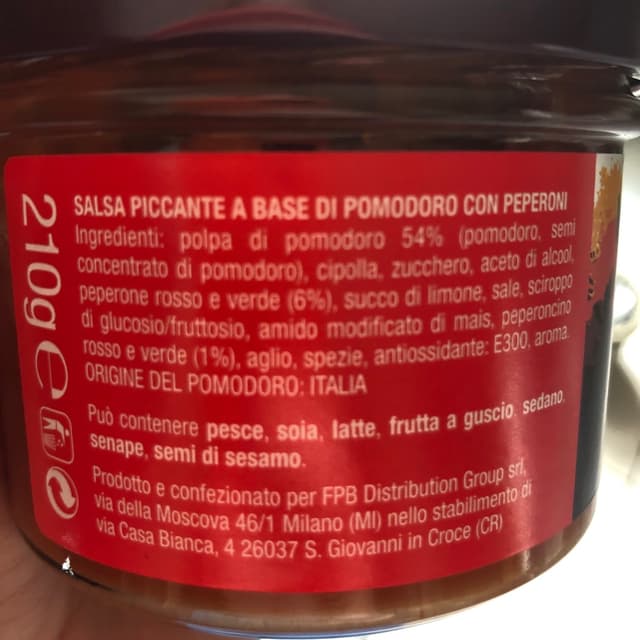 SALSA PICCANTE A BASE DI POMODORO CON PEPERONI
Ingredienti: polpa di pomodoro 54% (pomodoro, semi
concentrato di pomodoro), cipolla, zucchero, aceto di alcool,
peperone rosso e verde (6%), succo di limone, sale, sciroppo
di glucosio/fruttosio, amido modificato di mais, peperoncino
rosso e verde (1%), aglio, spezie, antiossidante: E300, aroma.
ORIGINE DEL POMODORO: ITALIA
Può contenere pesce, soia, latte, frutta a guscio, sedano,
senape, semi di sesamo.
Prodotto e confezionato per FPB Distribution Group srl,
via della Moscova 46/1 Milano (MI) nello stabilimento di
via Casa Bianca, 4 26037 S. Giovanni in Croce (CR)
210g e